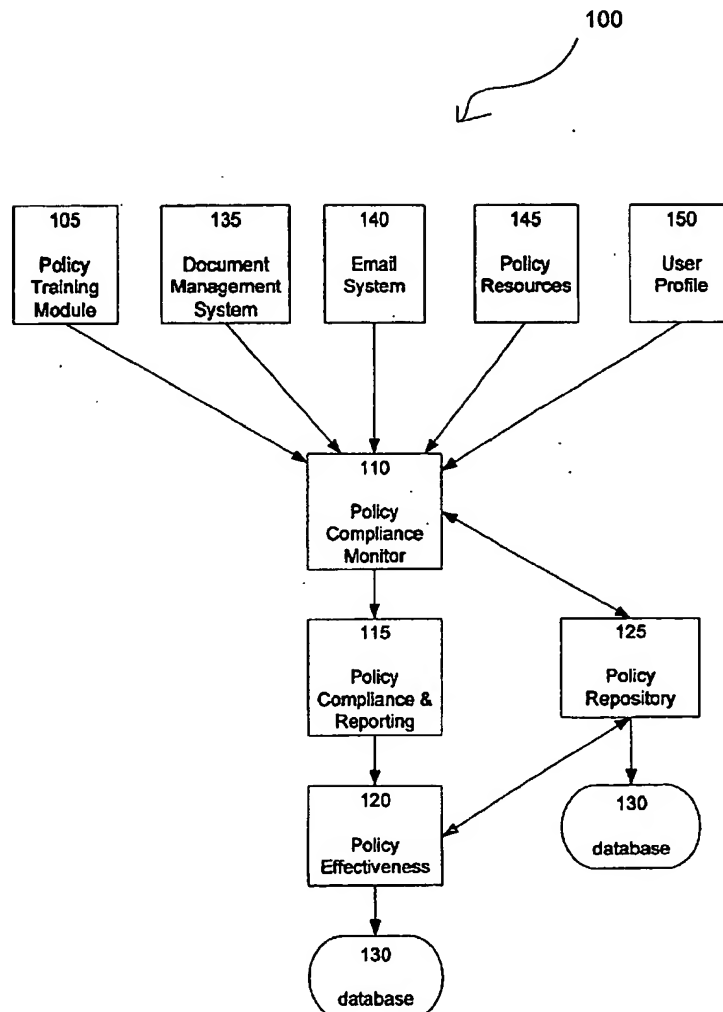 100
105
Policy
Training
Module
135
Document
Management
System
140
Email
System
145
Policy
Resources
150
User
Profile
110
Policy
Compliance
Monitor
115
Policy
Compliance &
Reporting
125
Policy
Repository
120
Policy
Effectiveness
130
database
130
database